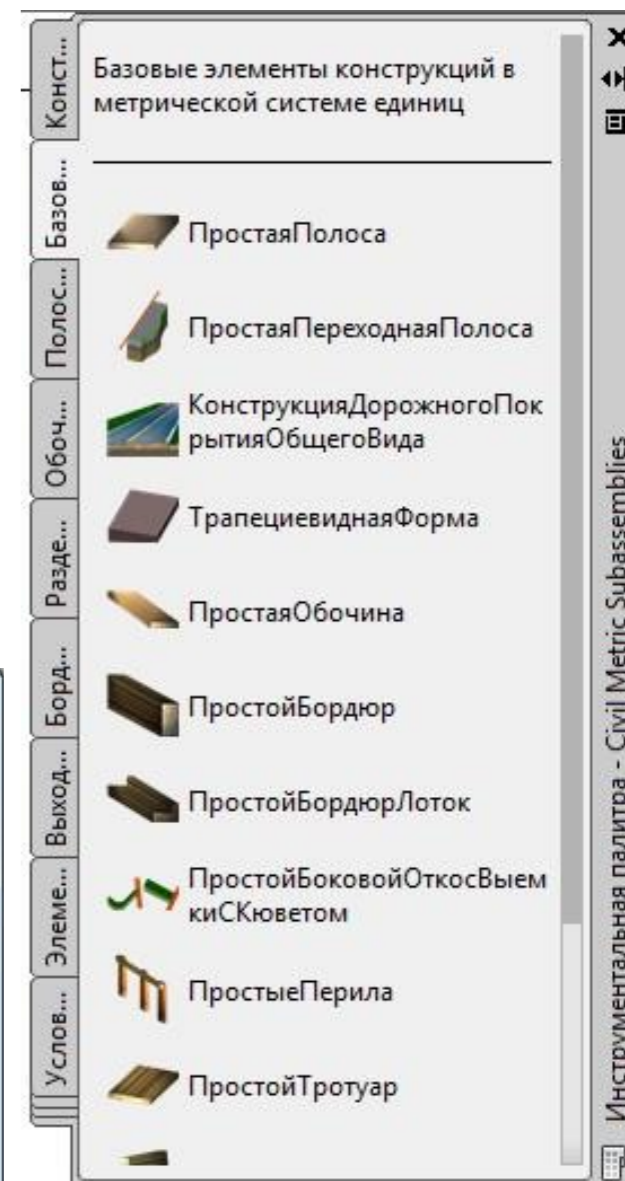 Базовые элементы конструкций в
метрической системе единиц
ПростаяПолоса
ПростаяПереходнаяПолоса
КонструкцияДорожногоПок
рытияОбщегоВида
ТрапециевиднаяФорма
ПростаяОбочина
ПростойБордюр
ПростойБордюрЛоток
ПростойБоковойОткосВыем
киСКюветом
ПростыеПерила
ПростойТротуар
Конст...
Базов...
Полос...
Обоч...
Разде...
Борд...
Выход...
Элеме...
Услов...
Инструментальная палитра - Civil Metric Subassemblies